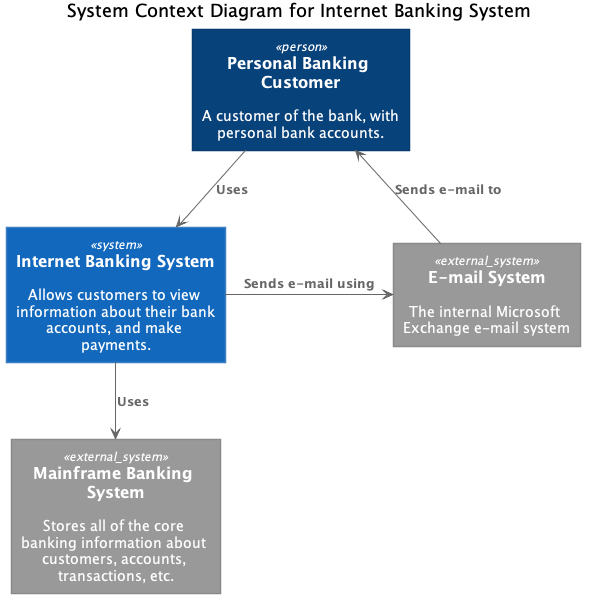 System Context Diagram for Internet Banking System
«person»
Personal Banking
Customer
A customer of the bank, with
personal bank accounts.
Uses
Sends e-mail to
«system»
Internet Banking System
Allows customers to view
information about their bank
accounts, and make
payments.
Sends e-mail using
«external_system»
E-mail System
The internal Microsoft
Exchange e-mail system
Uses
«external_system»
Mainframe Banking
System
Stores all of the core
banking information about
customers, accounts,
transactions, etc.